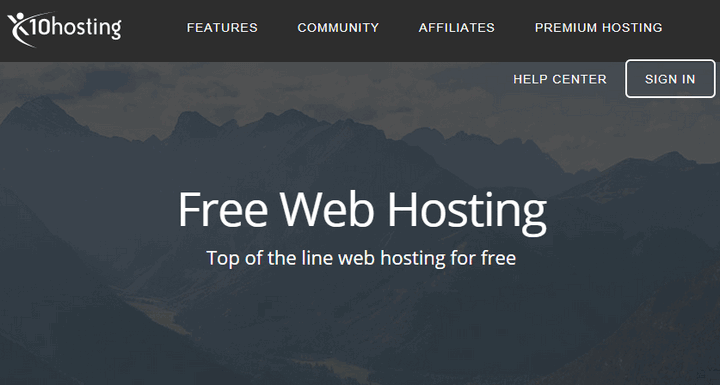 x10hosting
FEATURES COMMUNITY AFFILIATES PREMIUM HOSTING
HELP CENTER SIGN IN
Free Web Hosting
Top of the line web hosting for free